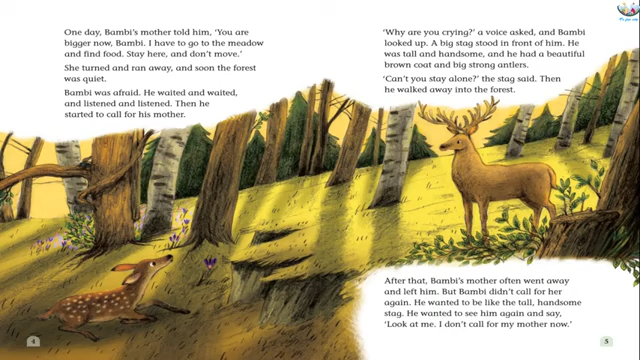 One day, Bambi's mother told him, 'You are
bigger now, Bambi. I have to go to the meadow
and find food. Stay here, and don't move.'
She turned and ran away, and soon the forest
was quiet.
Bambi was afraid. He waited and waited,
and listened and listened. Then he
started to call for his mother.
4
'Why are you crying?' a voice asked, and Bambi
looked up. A big stag stood in front of him. He
was tall and handsome, and he had a beautiful
brown coat and big strong antlers.
'Can't you stay alone?' the stag said. Then
he walked away into the forest.
After that, Bambi's mother often went away
and left him. But Bambi didn't call for her
again. He wanted to be like the tall, handsome
stag. He wanted to see him again and say,
'Look at me. I don't call for my mother now.'
5